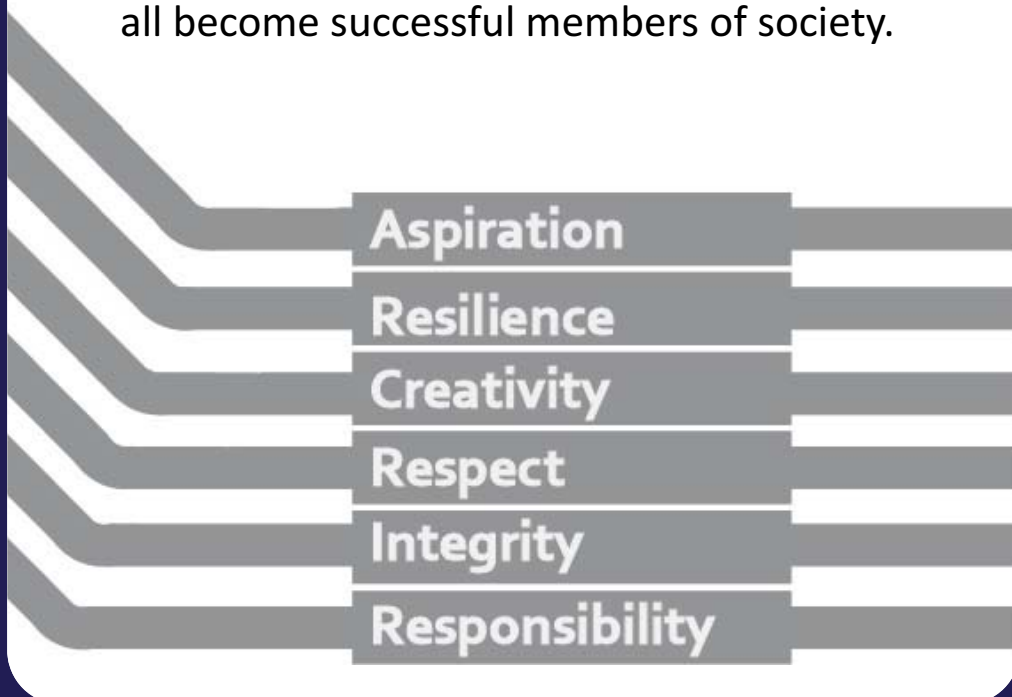 all become successful members of society.
Aspiration
Resilience
Creativity
Respect
Integrity
Responsibility